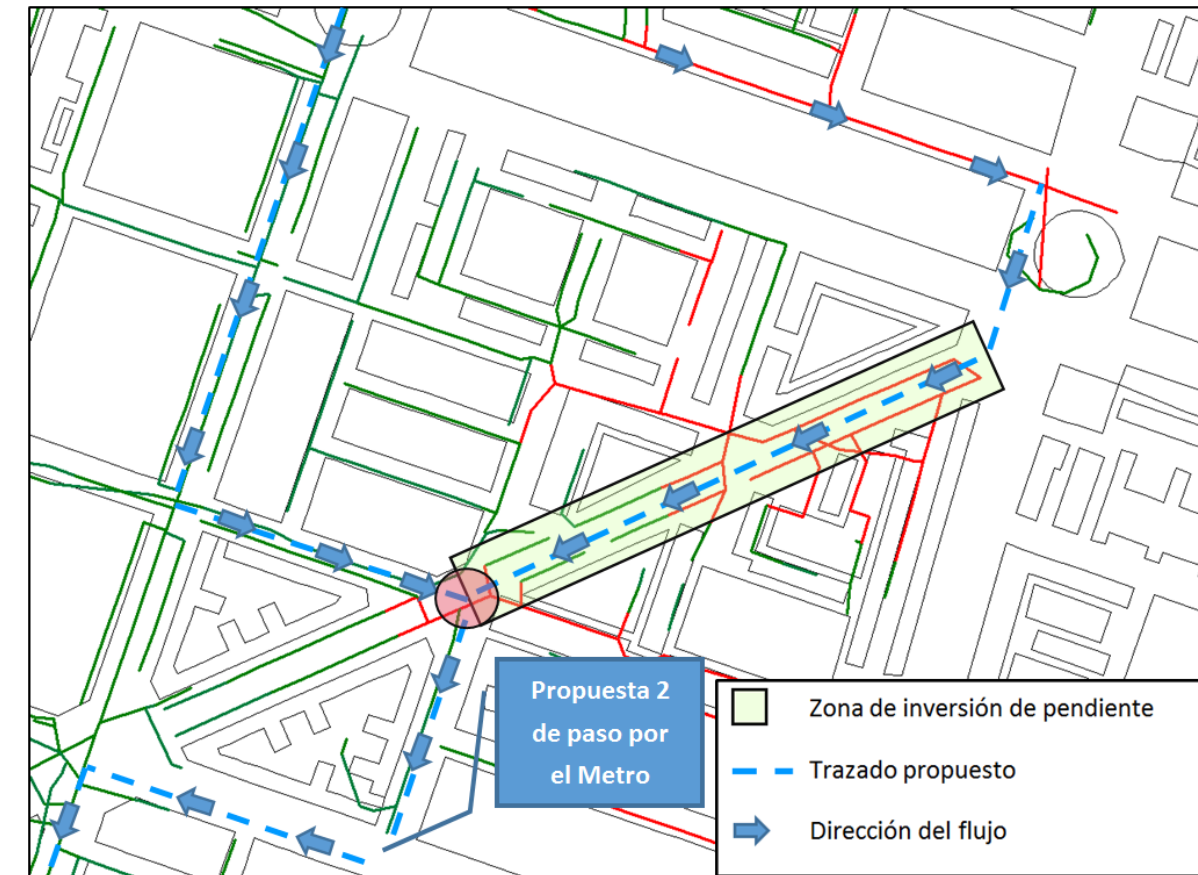 Propuesta 2
de paso por
el Metro
Zona de inversión de pendiente
Trazado propuesto
Dirección del flujo